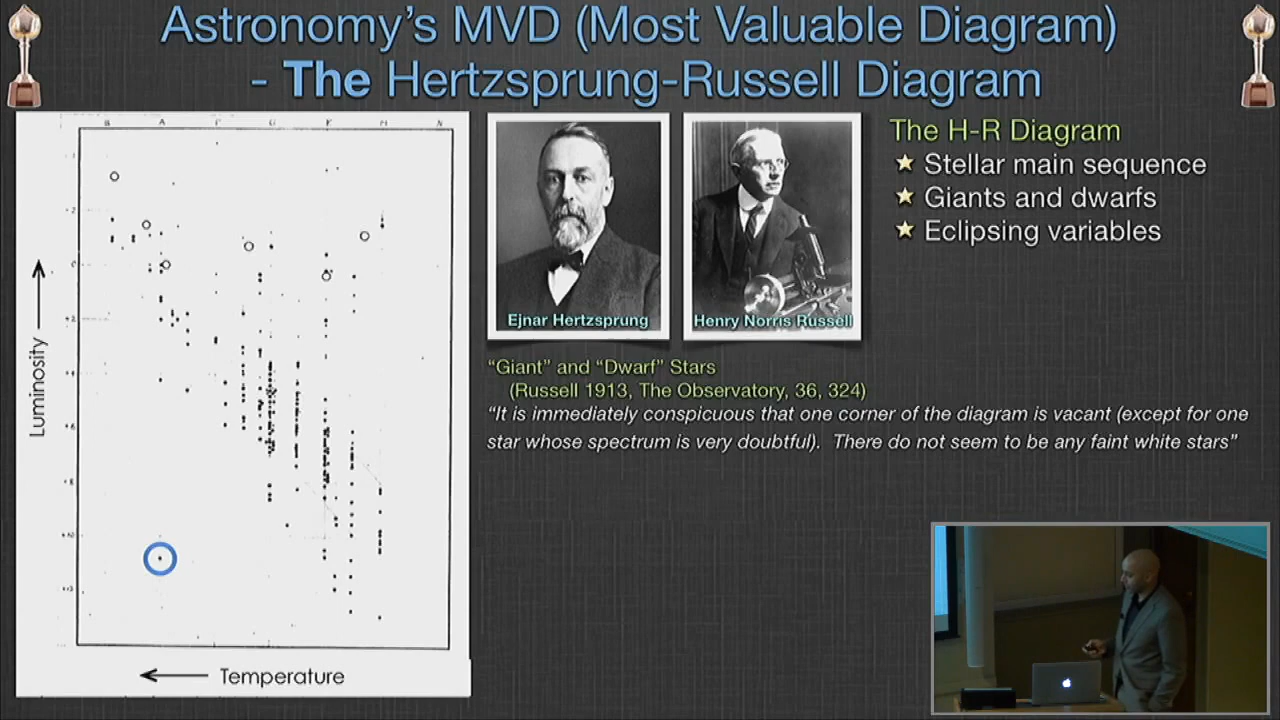 Astronomy's MVD (Most Valuable Diagram)
- The Hertzsprung-Russell Diagram
A
G
K
M
N
Luminosity
Temperature
Ejnar Hertzsprung
Henry Norris Russell
The H-R Diagram
Stellar main sequence
Giants and dwarfs
Eclipsing variables
“Giant” and “Dwarf” Stars
(Russell 1913, The Observatory, 36, 324)
“It is immediately conspicuous that one corner of the diagram is vacant (except for one
star whose spectrum is very doubtful). There do not seem to be any faint white stars”